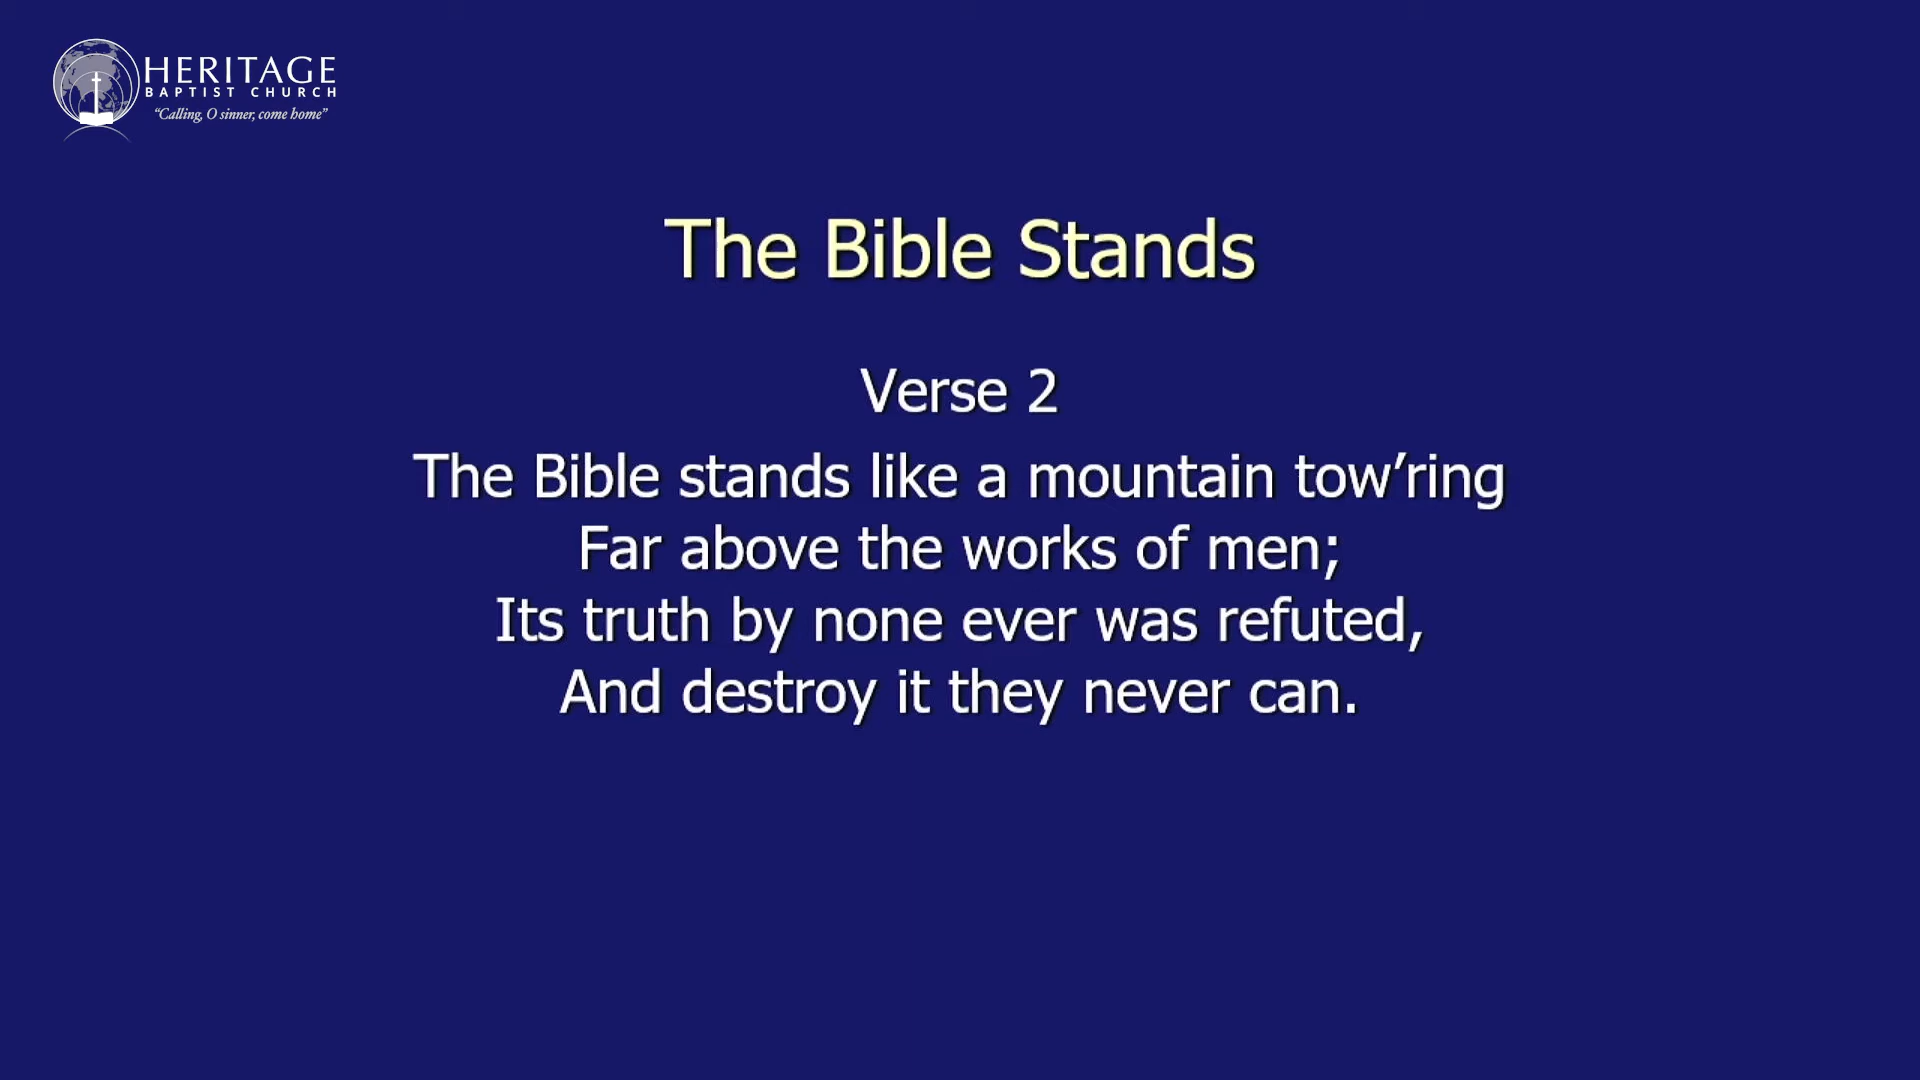 HERITAGE
BAPTIST CHURCH
“Calling, O sinner, come home”
The Bible Stands
Verse 2
The Bible stands like a mountain tow’ring
Far above the works of men;
Its truth by none ever was refuted,
And destroy it they never can.